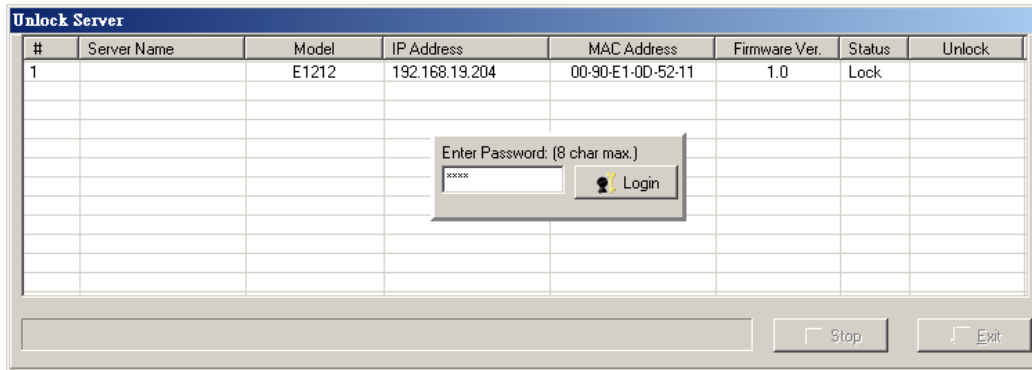 Unlock Server
# Server Name Model IP Address MAC Address Firmware Ver. Status Unlock
1 E1212 192.168.19.204 00-90-E1-0D-52-11 1.0 Lock
Enter Password: (8 char max.)
xxxx Login
Stop Exit